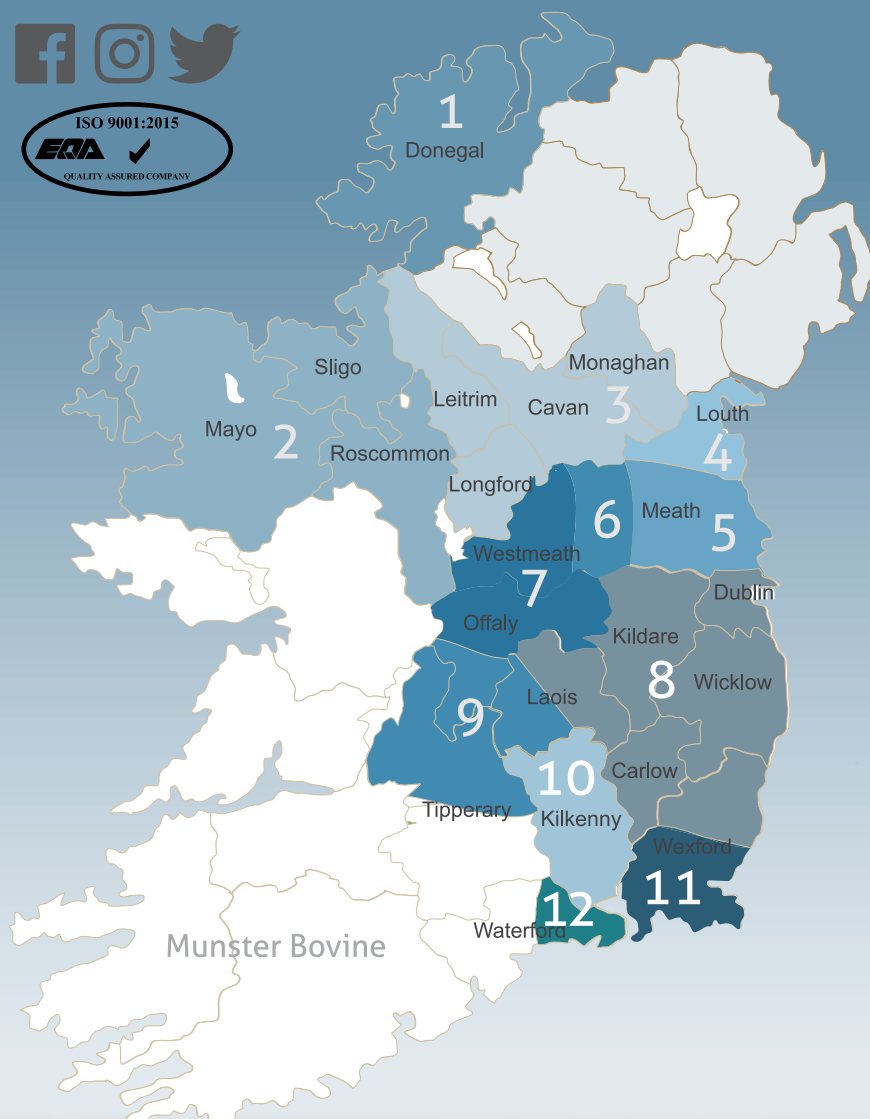 ISO 9001:2015
EQA
QUALITY ASSURED COMPANY
1
Donegal
Monaghan
Sligo
Leitrim
Cavan
3
Louth
Mayo
2
Roscommon
4
Longford
6
Meath
5
Westmeath
7
Dublin
Offaly
Kildare
8
Wicklow
Laois
9
10
Carlow
Tipperary
Kilkenny
Wexford
11
12
Waterford
Munster Bovine